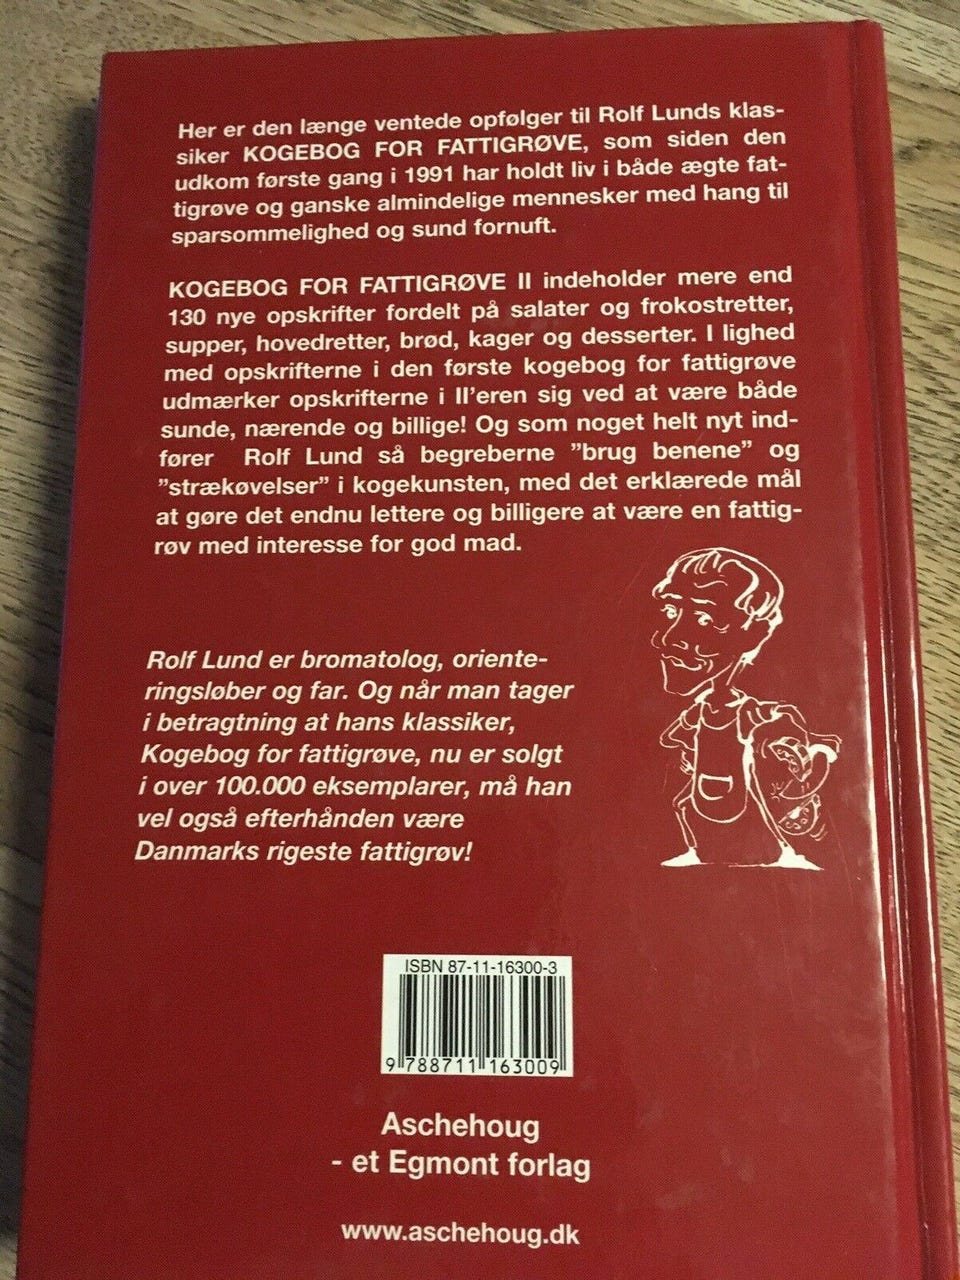 Her er den længe ventede opfølger til Rolf Lunds klas-
siker KOGEBOG FOR FATTIGRØVE, som siden den
udkom første gang i 1991 har holdt liv i både ægte fat-
tigrøve og ganske almindelige mennesker med hang til
sparsommelighed og sund fornuft.
KOGEBOG FOR FATTIGRØVE II indeholder mere end
130 nye opskrifter fordelt på salater og frokostretter,
supper, hovedretter, brød, kager og desserter. I lighed
med opskrifterne i den første kogebog for fattigrøve
udmærker opskrifterne i II'eren sig ved at være både
sunde, nærende og billige! Og som noget helt nyt ind-
fører Rolf Lund så begreberne ”brug benene” og
”strækøvelser” i kogekunsten, med det erklærede mål
at gøre det endnu lettere og billigere at være en fattig-
røv med interesse for god mad.
Rolf Lund er bromatolog, oriente-
ringsløber og far. Og når man tager
i betragtning at hans klassiker,
Kogebog for fattigrøve, nu er solgt
i over 100.000 eksemplarer, må han
vel også efterhånden være
Danmarks rigeste fattigrøv!
ISBN 87-11-16300-3
9 788711 163009
Aschehoug
- et Egmont forlag
www.aschehoug.dk